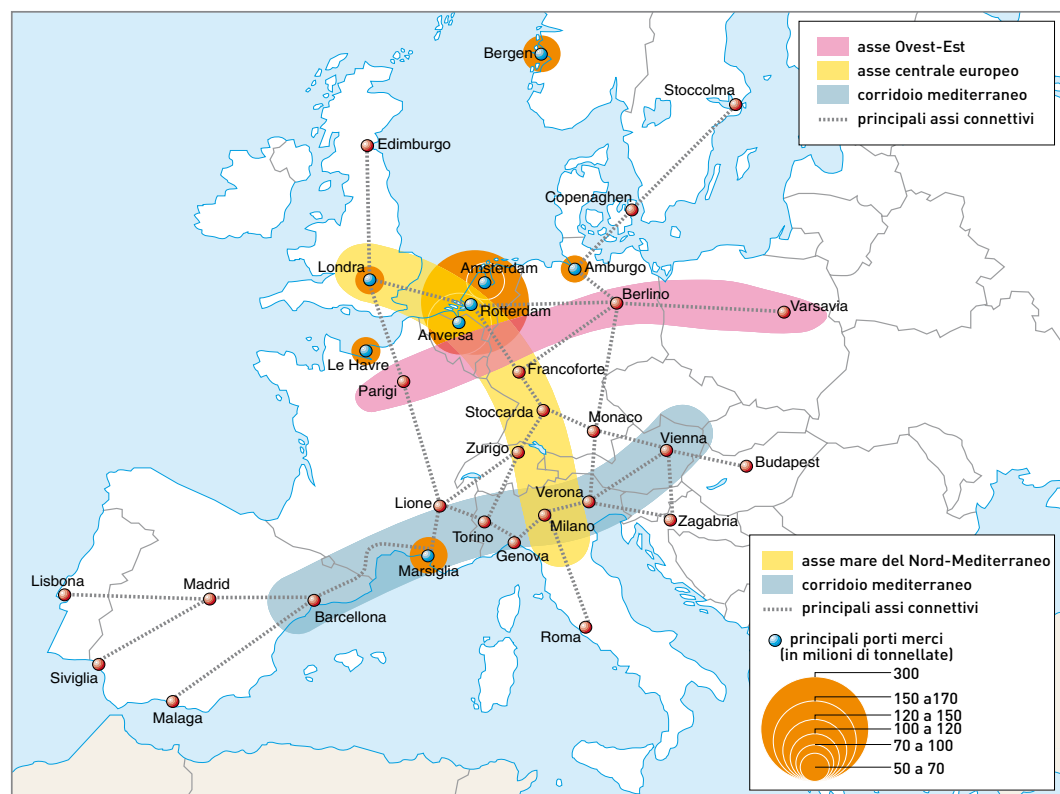 asse Ovest-Est
asse centrale europeo
corridoio mediterraneo
principali assi connettivi
Bergen
Stoccolma
Edimburgo
Copenaghen
Londra
Amsterdam
Amburgo
Berlino
Rotterdam
Varsavia
Anversa
Le Havre
Francoforte
Parigi
Stoccarda
Monaco
Vienna
Zurigo
Budapest
Verona
Lione
Milano
Zagabria
Torino
Genova
Marsiglia
Lisbona
Madrid
Barcellona
Roma
Siviglia
Malaga
asse mare del Nord-Mediterraneo
corridoio mediterraneo
principali assi connettivi
principali porti merci
(in milioni di tonnellate)
300
150 a170
120 a 150
100 a 120
70 a 100
50 a 70